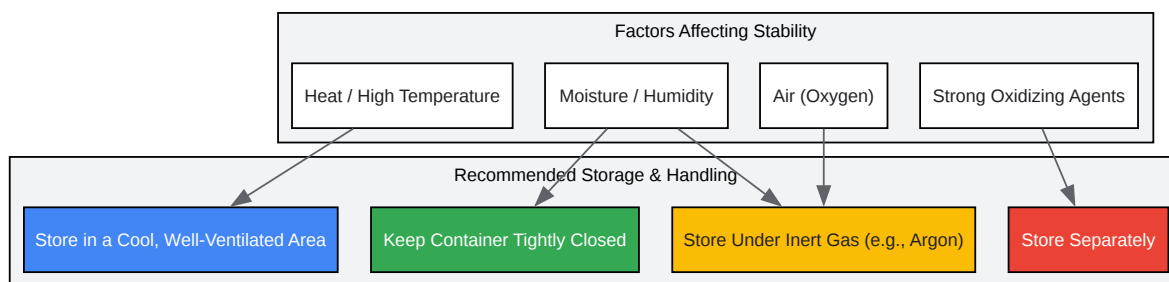 Factors Affecting Stability
Heat / High Temperature
Moisture / Humidity
Air (Oxygen)
Strong Oxidizing Agents
Recommended Storage & Handling
Store in a Cool, Well-Ventilated Area
Keep Container Tightly Closed
Store Under Inert Gas (e.g., Argon)
Store Separately